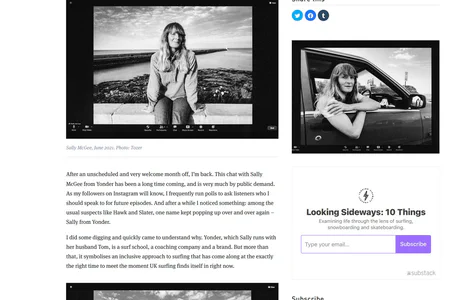 Share this
Sally McGee, June 2021. Photo: Tozer
After an unscheduled and very welcome month off, I'm back. This chat with Sally
McGee from Yonder has been a long time coming, and is very much by public demand.
As my followers on Instagram will know, I frequently run polls to ask listeners who I
should speak to for future episodes. And after a while I noticed something: among the
usual suspects like Hawk and Slater, one name kept popping up over and over again –
Sally from Yonder.
I did some digging and quickly came to understand why. Yonder, which Sally runs with
her husband Tom, is a surf school, a coaching company and a brand. But more than
that, it symbolises an inclusive approach to surfing that has come along at the exactly
the right time to meet the moment UK surfing finds itself in right now.
Looking Sideways: 10 Things
Examining life through the lens of surfing,
snowboarding and skateboarding.
Type your email...
Subscribe
substack
Subscribe